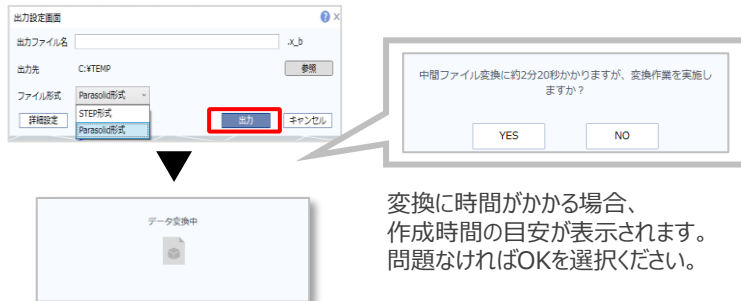 出力設定画面
? ×
出力ファイル名 .x_b
出力先 C:¥TEMP 参照
ファイル形式 Parasolid形式
STEP形式
Parasolid形式
詳細設定 出力 キャンセル
中間ファイル変換に約2分20秒かかりますが、変換作業を実施し
ますか？
YES NO
データ変換中
変換に時間がかかる場合、
作成時間の目安が表示されます。
問題なければOKを選択ください。